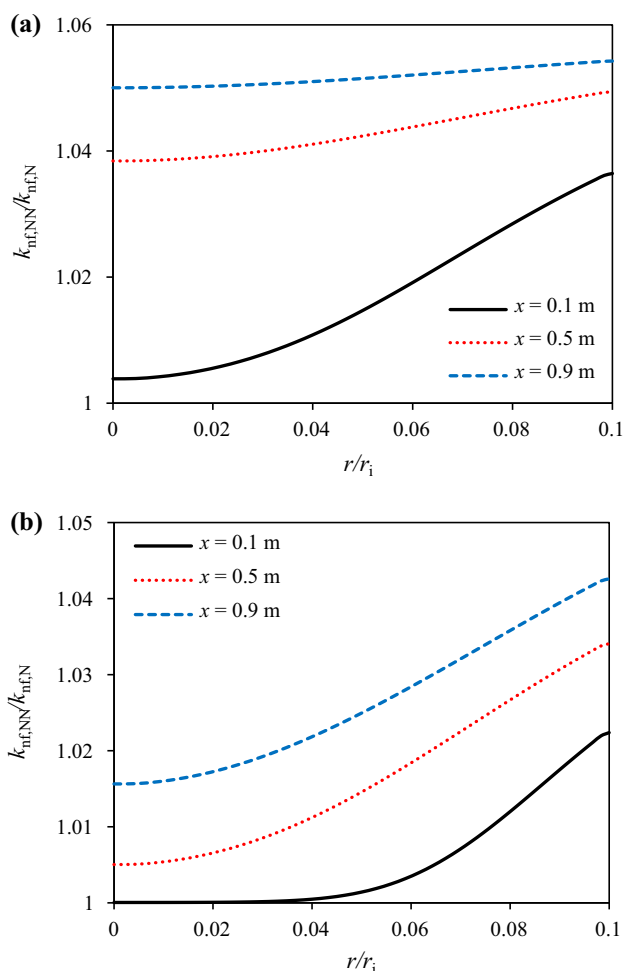 (a)
1.06
1.04
1.02
1
k_nf,NN/k_nf,N
x = 0.1 m
x = 0.5 m
x = 0.9 m
0 0.02 0.04 0.06 0.08 0.1
r/r_i
(b)
1.05
1.04
1.03
1.02
1.01
1
k_nf,NN/k_nf,N
x = 0.1 m
x = 0.5 m
x = 0.9 m
0 0.02 0.04 0.06 0.08 0.1
r/r_i